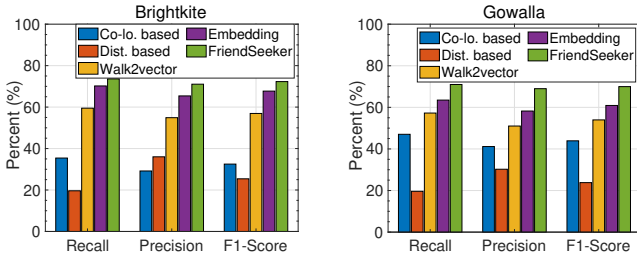 Brightkite
Percent (%)
100
80
60
40
20
0
Co-lo. based
Dist. based
Walk2vector
Embedding
FriendSeeker
Recall Precision F1-Score
Gowalla
Percent (%)
100
80
60
40
20
0
Co-lo. based
Dist. based
Walk2vector
Embedding
FriendSeeker
Recall Precision F1-Score